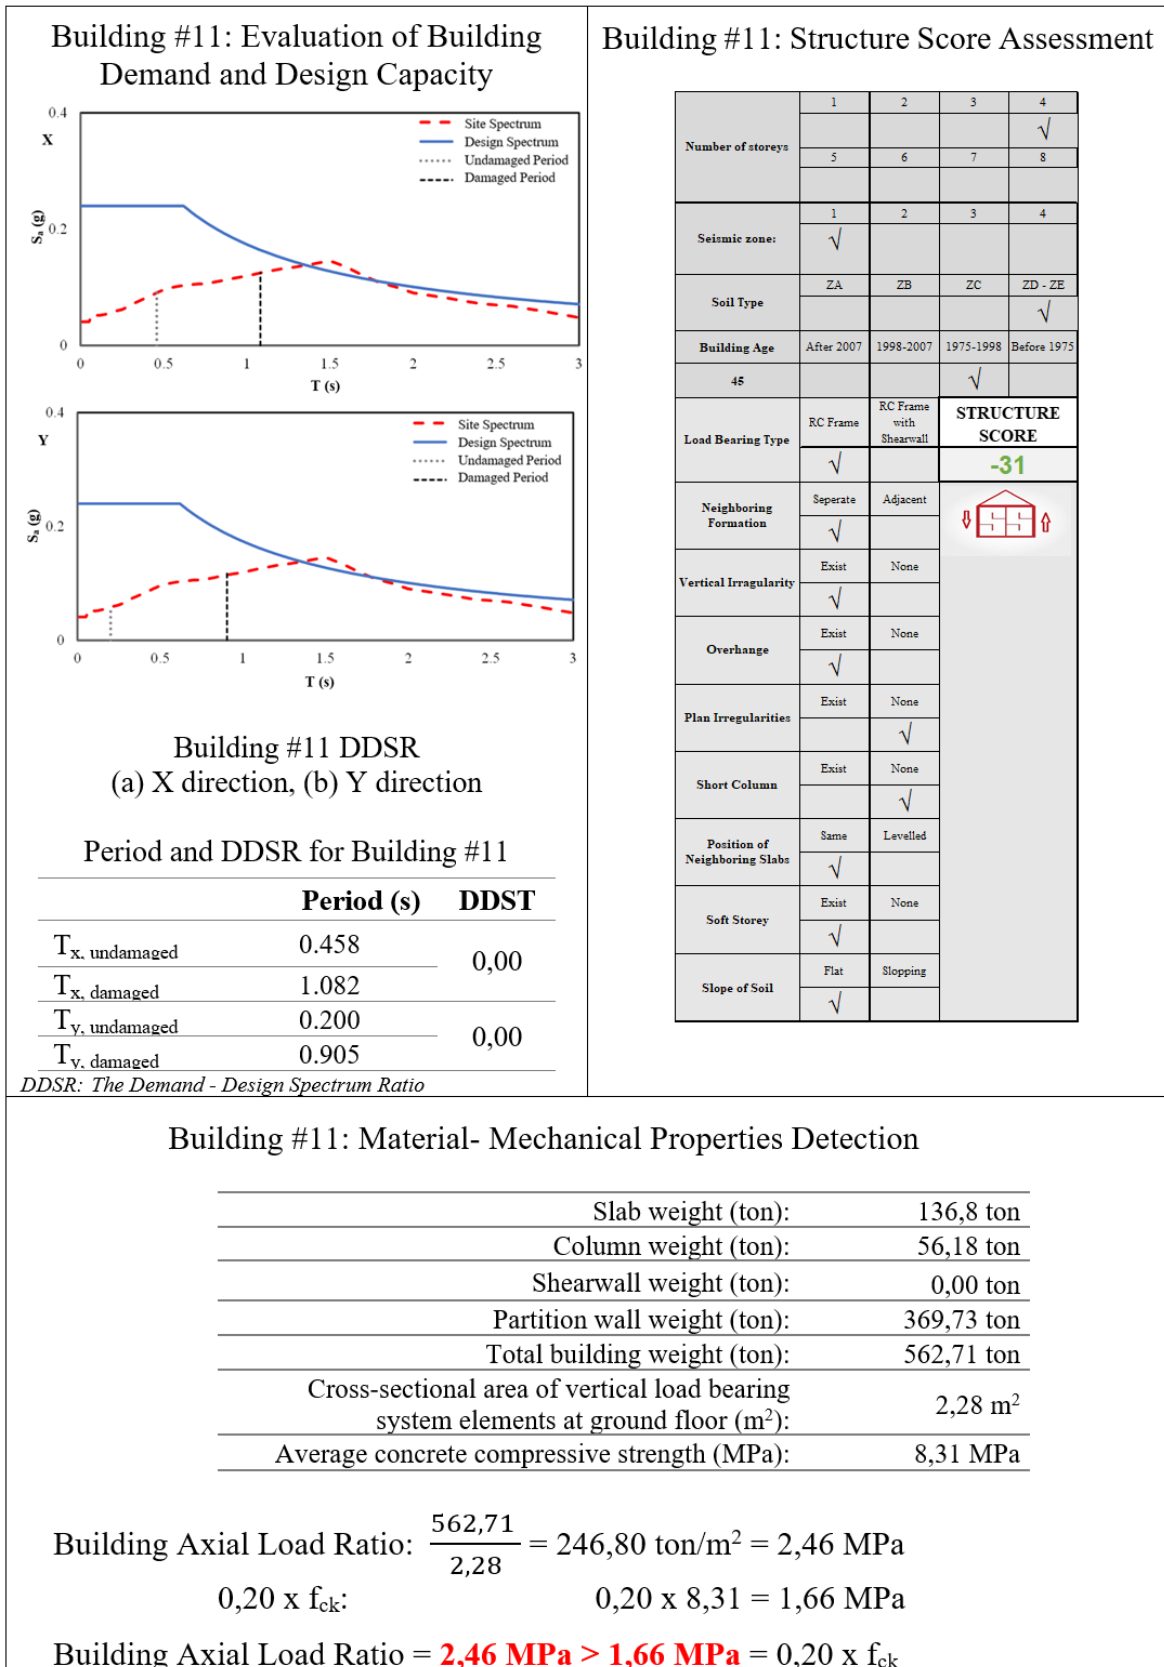 Building #11: Evaluation of Building
Demand and Design Capacity
0.4
X
Site Spectrum
Design Spectrum
Undamaged Period
Damaged Period
Sa (g)
0.2
0
0 0.5 1 1.5 2 2.5 3
T (s)
0.4
Y
Site Spectrum
Design Spectrum
Undamaged Period
Damaged Period
Sa (g)
0.2
0
0 0.5 1 1.5 2 2.5 3
T (s)
Building #11 DDSR
(a) X direction, (b) Y direction
Period and DDSR for Building #11
Period (s) DDST
Tx, undamaged 0.458 0,00
Tx, damaged 1.082
Ty, undamaged 0.200 0,00
Ty, damaged 0.905
DDSR: The Demand - Design Spectrum Ratio
Building #11: Structure Score Assessment
Number of storeys 1 2 3 4
√
5 6 7 8
Seismic zone: 1 2 3 4
√
Soil Type ZA ZB ZC ZD - ZE
√
Building Age After 2007 1998-2007 1975-1998 Before 1975
45 √
Load Bearing Type RC Frame RC Frame with Shearwall STRUCTURE SCORE
√ -31
Neighboring Formation Seperate Adjacent
√
Vertical Irragularity Exist None
√
Overhange Exist None
√
Plan Irregularities Exist None
√
Short Column Exist None
√
Position of Neighboring Slabs Same Levelled
√
Soft Storey Exist None
√
Slope of Soil Flat Slopping
√
Building #11: Material- Mechanical Properties Detection
Slab weight (ton): 136,8 ton
Column weight (ton): 56,18 ton
Shearwall weight (ton): 0,00 ton
Partition wall weight (ton): 369,73 ton
Total building weight (ton): 562,71 ton
Cross-sectional area of vertical load bearing
system elements at ground floor (m²): 2,28 m²
Average concrete compressive strength (MPa): 8,31 MPa
Building Axial Load Ratio: 562,71 / 2,28 = 246,80 ton/m² = 2,46 MPa
0,20 x fck: 0,20 x 8,31 = 1,66 MPa
Building Axial Load Ratio = 2,46 MPa > 1,66 MPa = 0,20 x fck